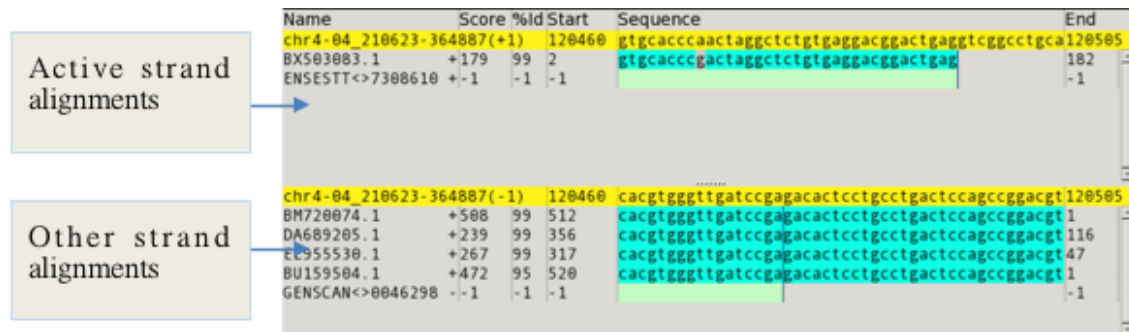 Name Score %Id Start Sequence End
chr4-04_210623-364887(+1) 120460 gtgcacccaactaggctctgtgaggacggactgaggtcggcctgca 120505
BX503083.1 +179 99 2 gtgcacccgactaggctctgtgaggacggactgag 182
ENSESTT<>7308610 +-1 -1 -1 -1
Active strand
alignments
chr4-04_210623-364887(-1) 120460 cacgtgggttgatccgagacactcctgcctgactccagccggacgt 120505
BM720074.1 +508 99 512 cacgtgggttgatccgagacactcctgcctgactccagccggacgt 1
DA689205.1 +239 99 356 cacgtgggttgatccgagacactcctgcctgactccagccggacgt 116
+267 99 317 cacgtgggttgatccgagacactcctgcctgactccagccggacgt 47
BU159504.1 +472 95 520 cacgtgggttgatccgagacactcctgcctgactccagccggacgt 1
GENSCAN<>0046298 --1 -1 -1 -1
Other strand
alignments